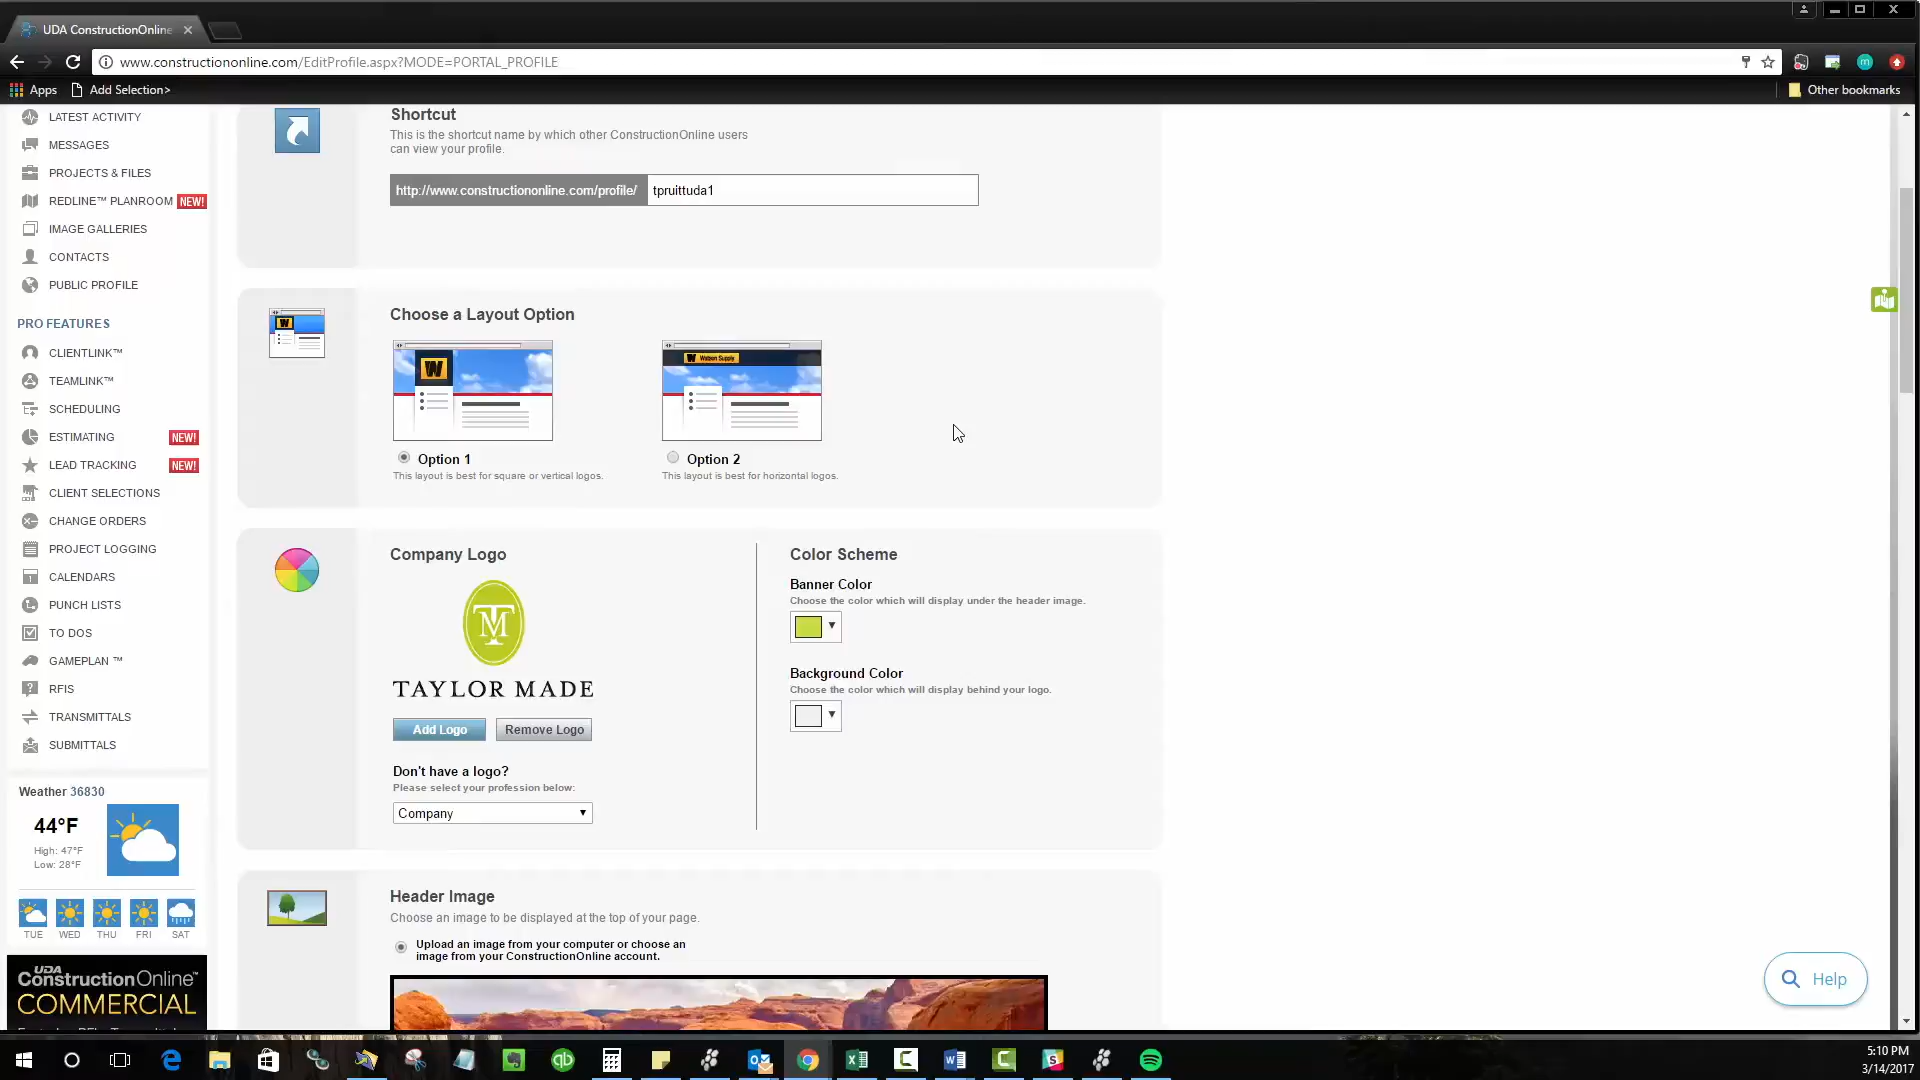 UDA ConstructionOnline
www.constructiononline.com/EditProfile.aspx?MODE=PORTAL_PROFILE
Apps
Add Selection>
Other bookmarks
LATEST ACTIVITY
MESSAGES
PROJECTS & FILES
REDLINE™ PLANROOM NEW!
IMAGE GALLERIES
CONTACTS
PUBLIC PROFILE
PRO FEATURES
CLIENTLINK™
TEAMLINK™
SCHEDULING
ESTIMATING NEW!
LEAD TRACKING NEW!
CLIENT SELECTIONS
CHANGE ORDERS
PROJECT LOGGING
CALENDARS
PUNCH LISTS
TO DOS
GAMEPLAN ™
RFIS
TRANSMITTALS
SUBMITTALS
Weather 36830
44°F
High: 47°F
Low: 28°F
TUE WED THU FRI SAT
UDA
ConstructionOnline™
COMMERCIAL
Shortcut
This is the shortcut name by which other ConstructionOnline users
can view your profile.
http://www.constructiononline.com/profile/ tpruittuda1
Choose a Layout Option
W
W
W Watson Supply
Option 1
This layout is best for square or vertical logos.
Option 2
This layout is best for horizontal logos.
Company Logo
TM
TAYLOR MADE
Add Logo Remove Logo
Don't have a logo?
Please select your profession below:
Company
Color Scheme
Banner Color
Choose the color which will display under the header image.
Background Color
Choose the color which will display behind your logo.
Header Image
Choose an image to be displayed at the top of your page.
Upload an image from your computer or choose an
image from your ConstructionOnline account.
Help
5:10 PM
3/14/2017